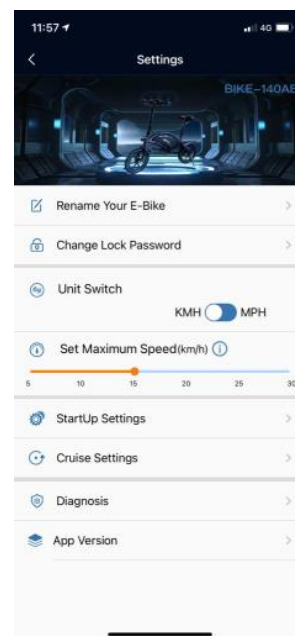 11:57
4G
Settings
BIKE-140AE
Rename Your E-Bike
Change Lock Password
Unit Switch
KMH MPH
Set Maximum Speed(km/h)
5 10 15 20 25 30
StartUp Settings
Cruise Settings
Diagnosis
App Version